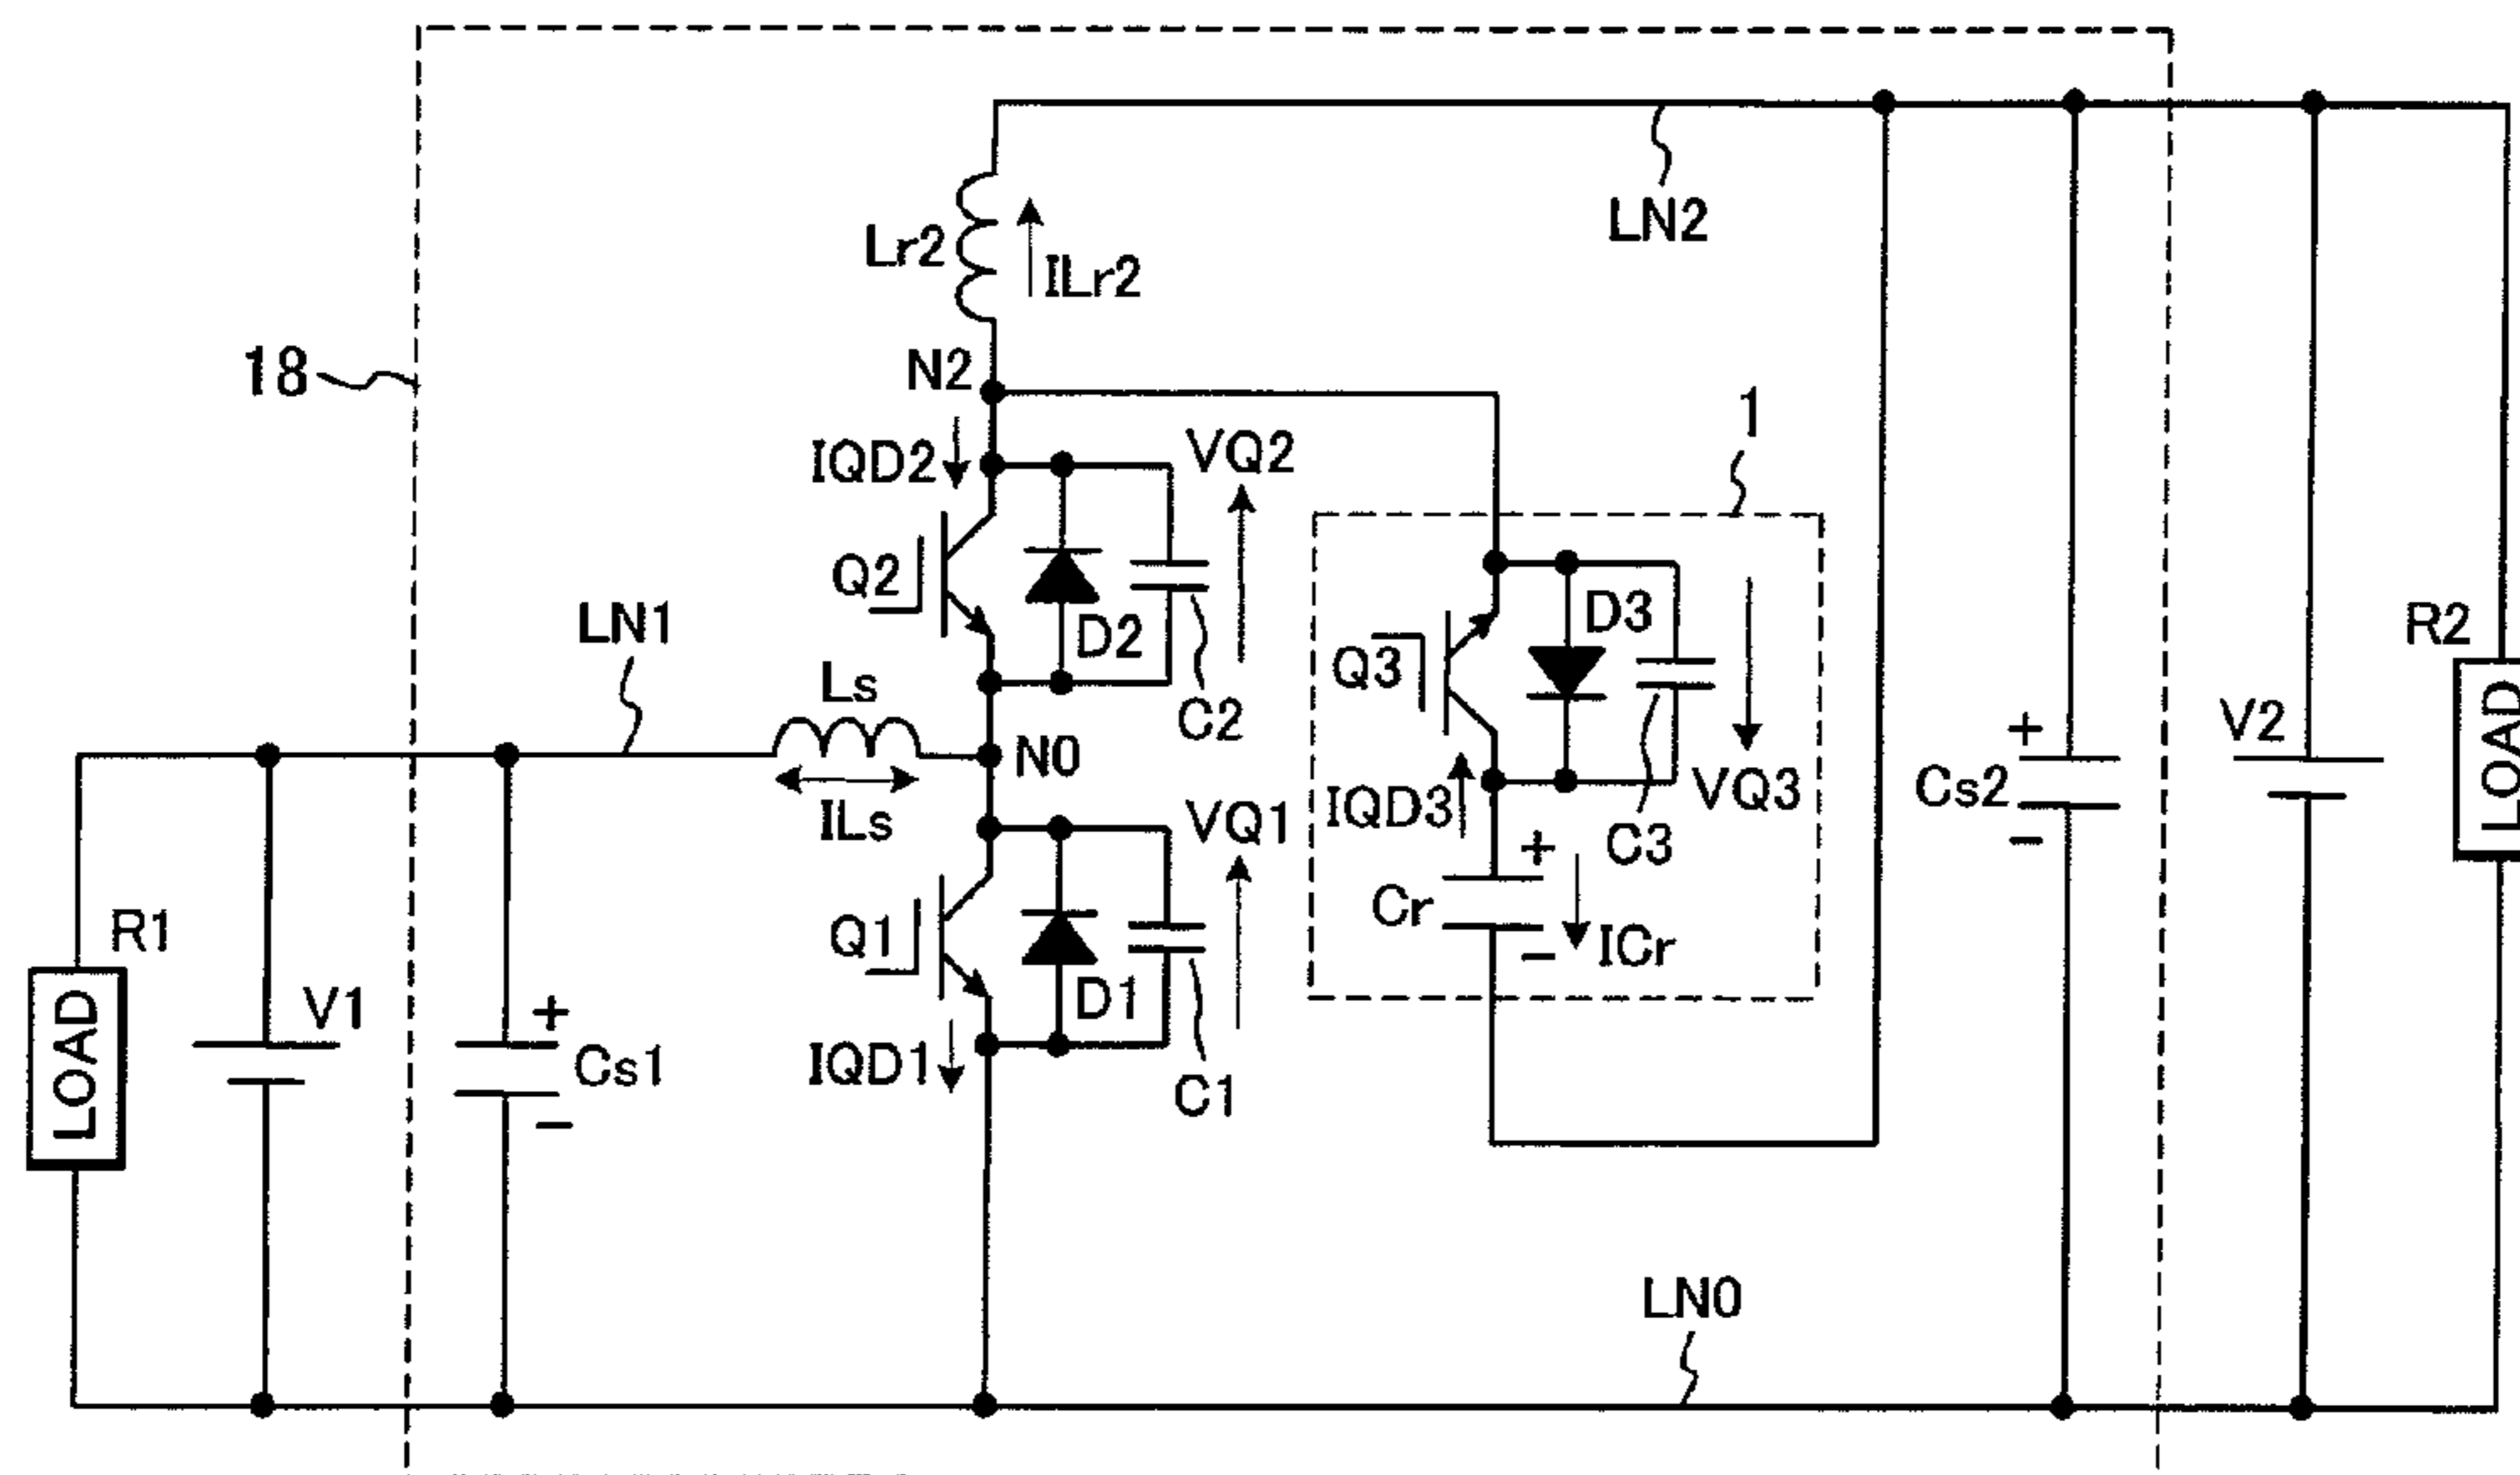 LN2
Lr2
ILr2
18
N2
1
IQD2
VQ2
Q2
D2
C2
LN1
Ls
N0
ILs
Q3
D3
VQ3
IQD3
C3
+
Cr
-
ICr
R2
LOAD
V2
+
Cs2
-
VQ1
Q1
D1
IQD1
C1
R1
LOAD
V1
+
Cs1
-
LN0